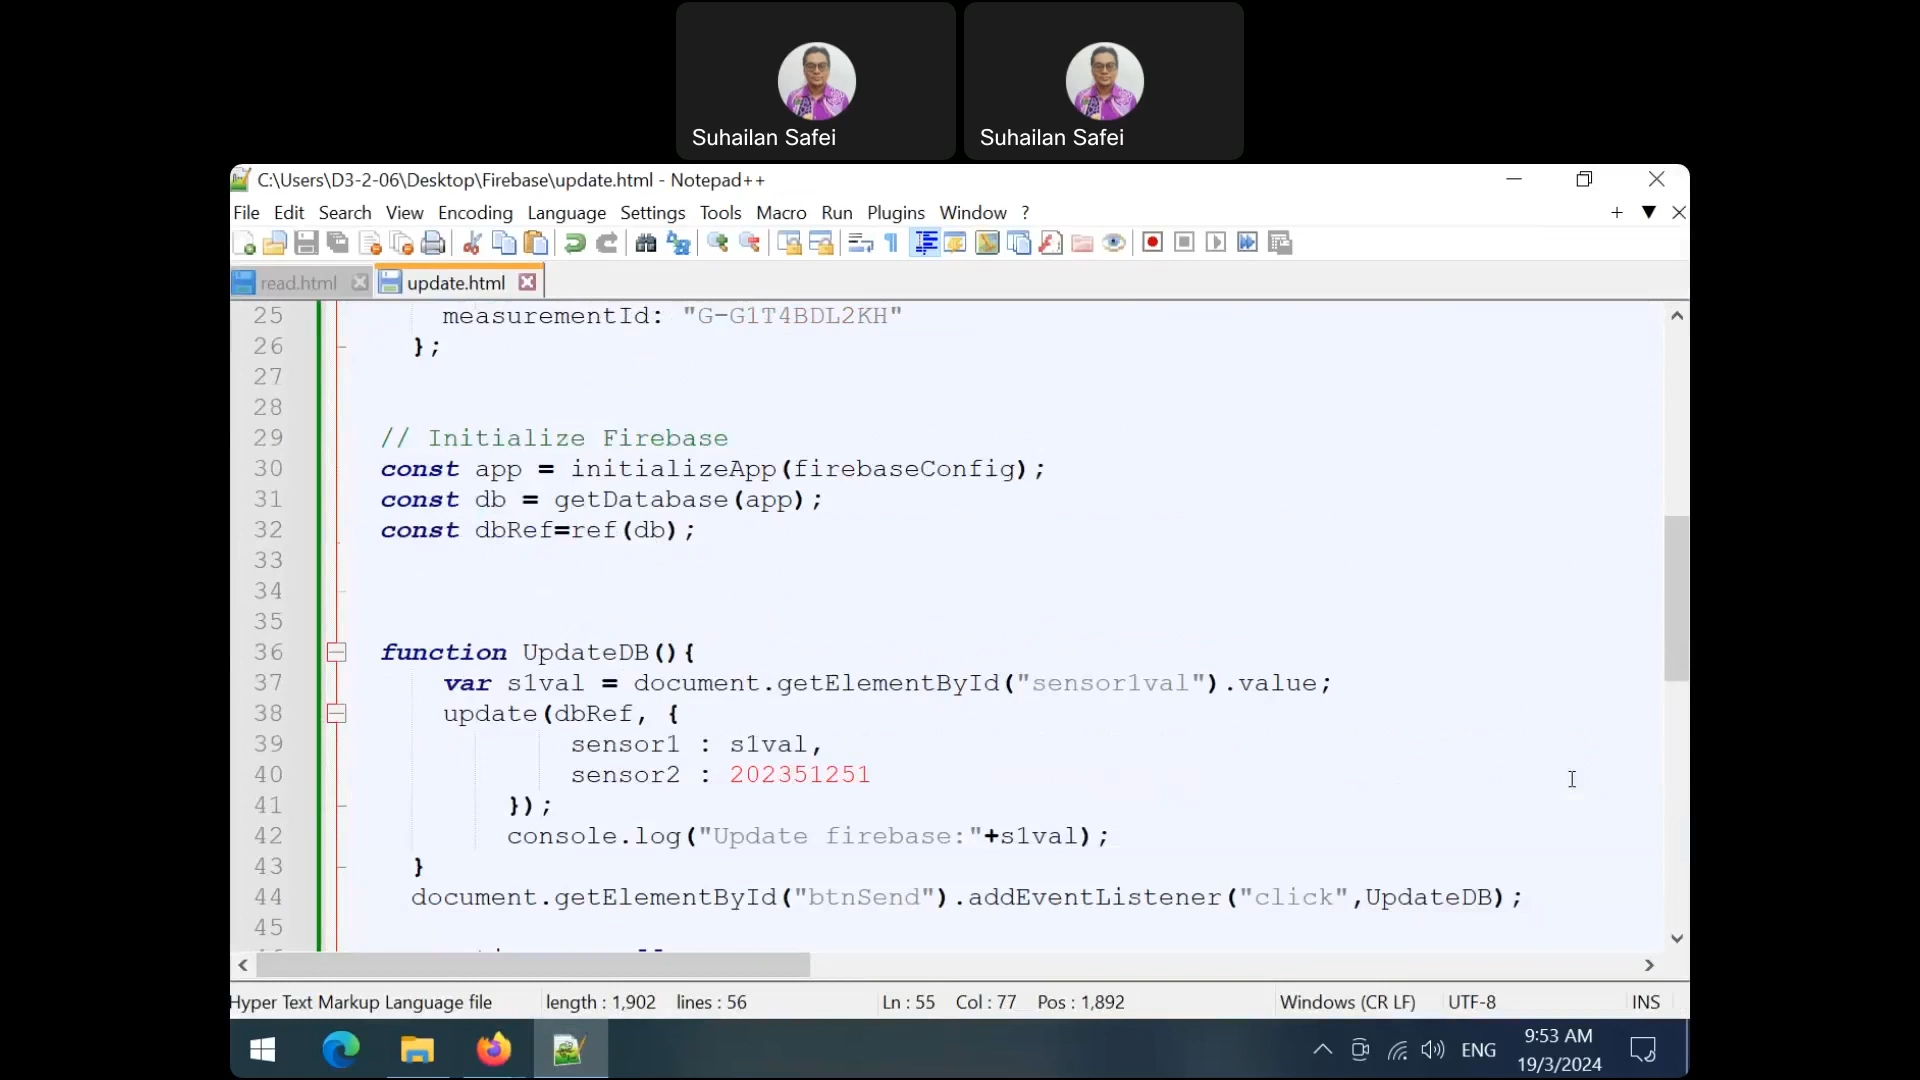 Suhailan Safei
Suhailan Safei
C:\Users\D3-2-06\Desktop\Firebase\update.html - Notepad++
File Edit Search View Encoding Language Settings Tools Macro Run Plugins Window ?
read.html update.html
25 measurementId: "G-G1T4BDL2KH"
26 };
27
28
29 // Initialize Firebase
30 const app = initializeApp(firebaseConfig);
31 const db = getDatabase(app);
32 const dbRef=ref(db);
33
34
35
36 function UpdateDB(){
37 var s1val = document.getElementById("sensor1val").value;
38 update(dbRef, {
39 sensor1 : s1val,
40 sensor2 : 202351251
41 });
42 console.log("Update firebase:"+s1val);
43 }
44 document.getElementById("btnSend").addEventListener("click",UpdateDB);
45
Hyper Text Markup Language file length : 1,902 lines : 56 Ln : 55 Col : 77 Pos : 1,892 Windows (CR LF) UTF-8 INS
ENG 9:53 AM
19/3/2024